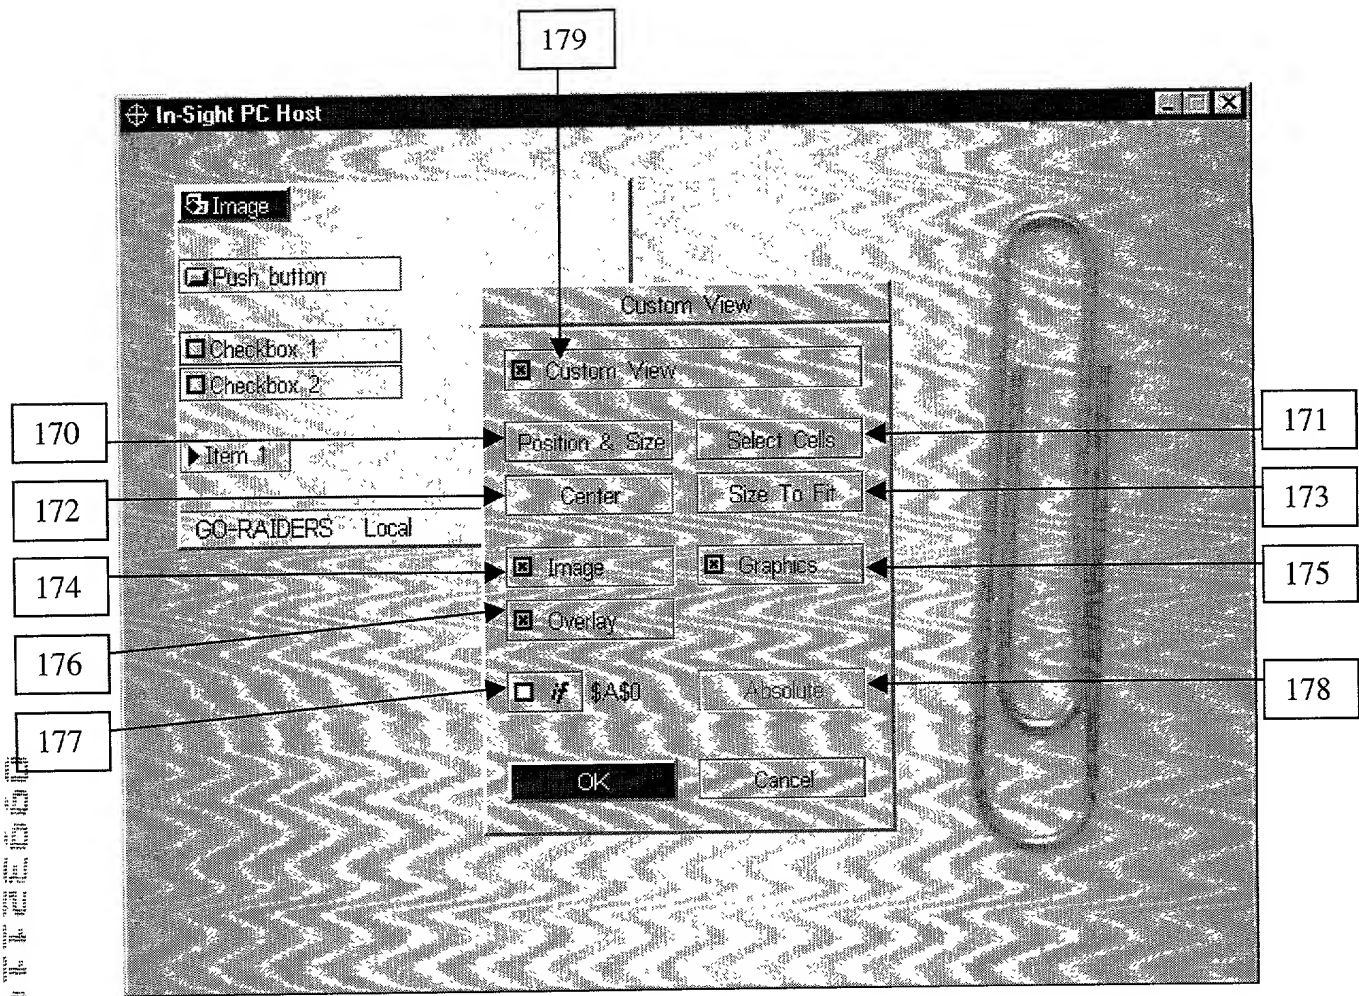 179
In-Sight PC Host
Image
Push button
Custom View
Checkbox 1
Custom View
Checkbox 2
170
Position & Size
Select Cells
171
Item 1
172
Center
Size To Fit
173
GO-RAIDERS Local
174
Image
Graphics
175
176
Overlay
177
if $A$0
Absolute
178
OK
Cancel